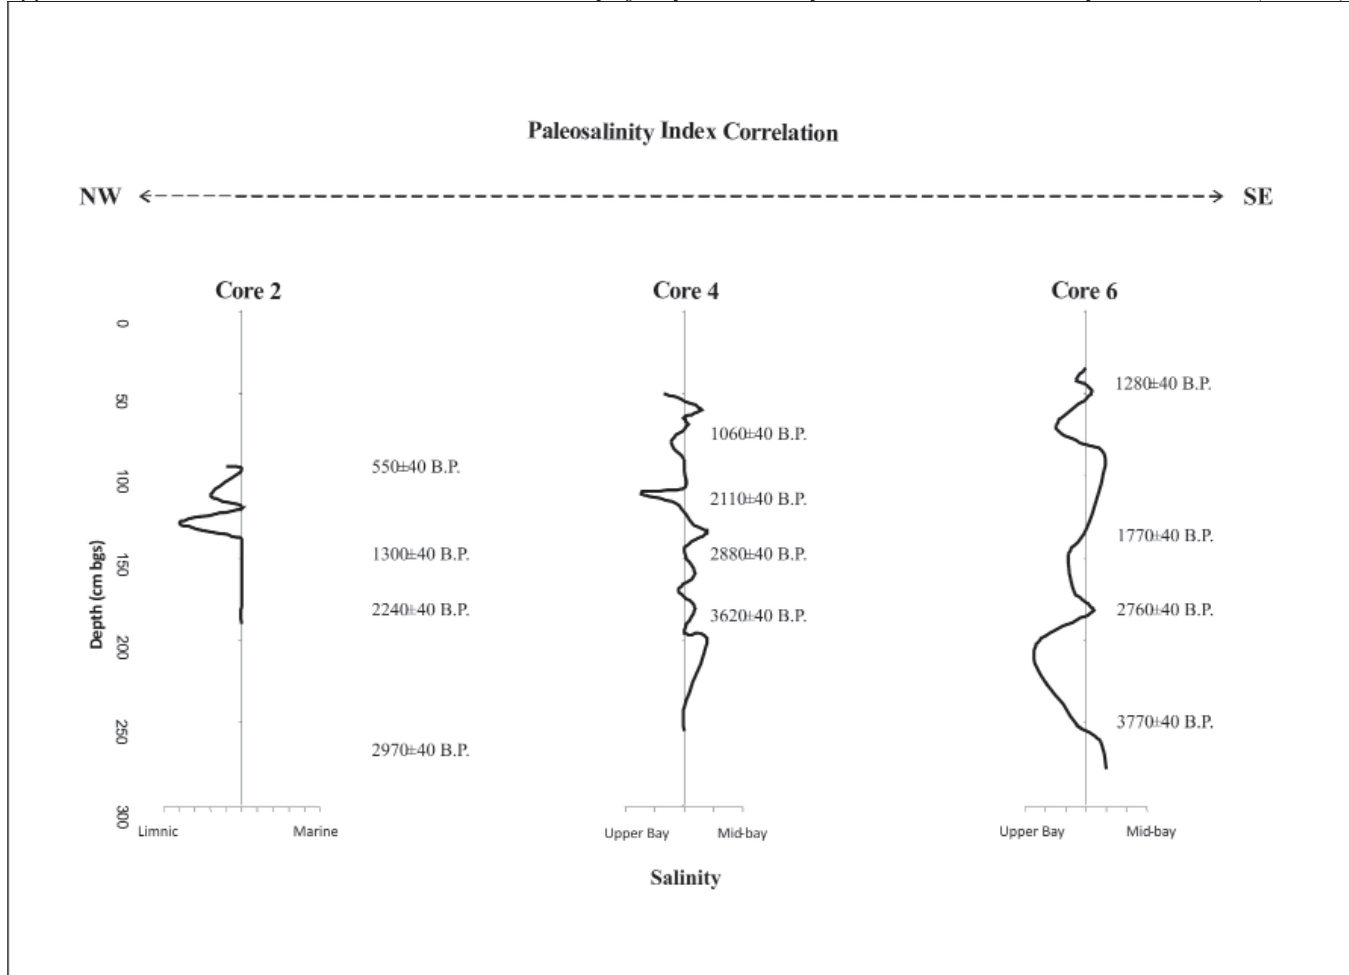 Paleosalinity Index Correlation
NW SE
Core 2 Core 4 Core 6
0
50
100
150
200
250
300
Depth (cm bgs)
550±40 B.P.
1300±40 B.P.
2240±40 B.P.
2970±40 B.P.
1060±40 B.P.
2110±40 B.P.
2880±40 B.P.
3620±40 B.P.
1280±40 B.P.
1770±40 B.P.
2760±40 B.P.
3770±40 B.P.
Limnic Marine
Upper Bay Mid-bay
Upper Bay Mid-bay
Salinity